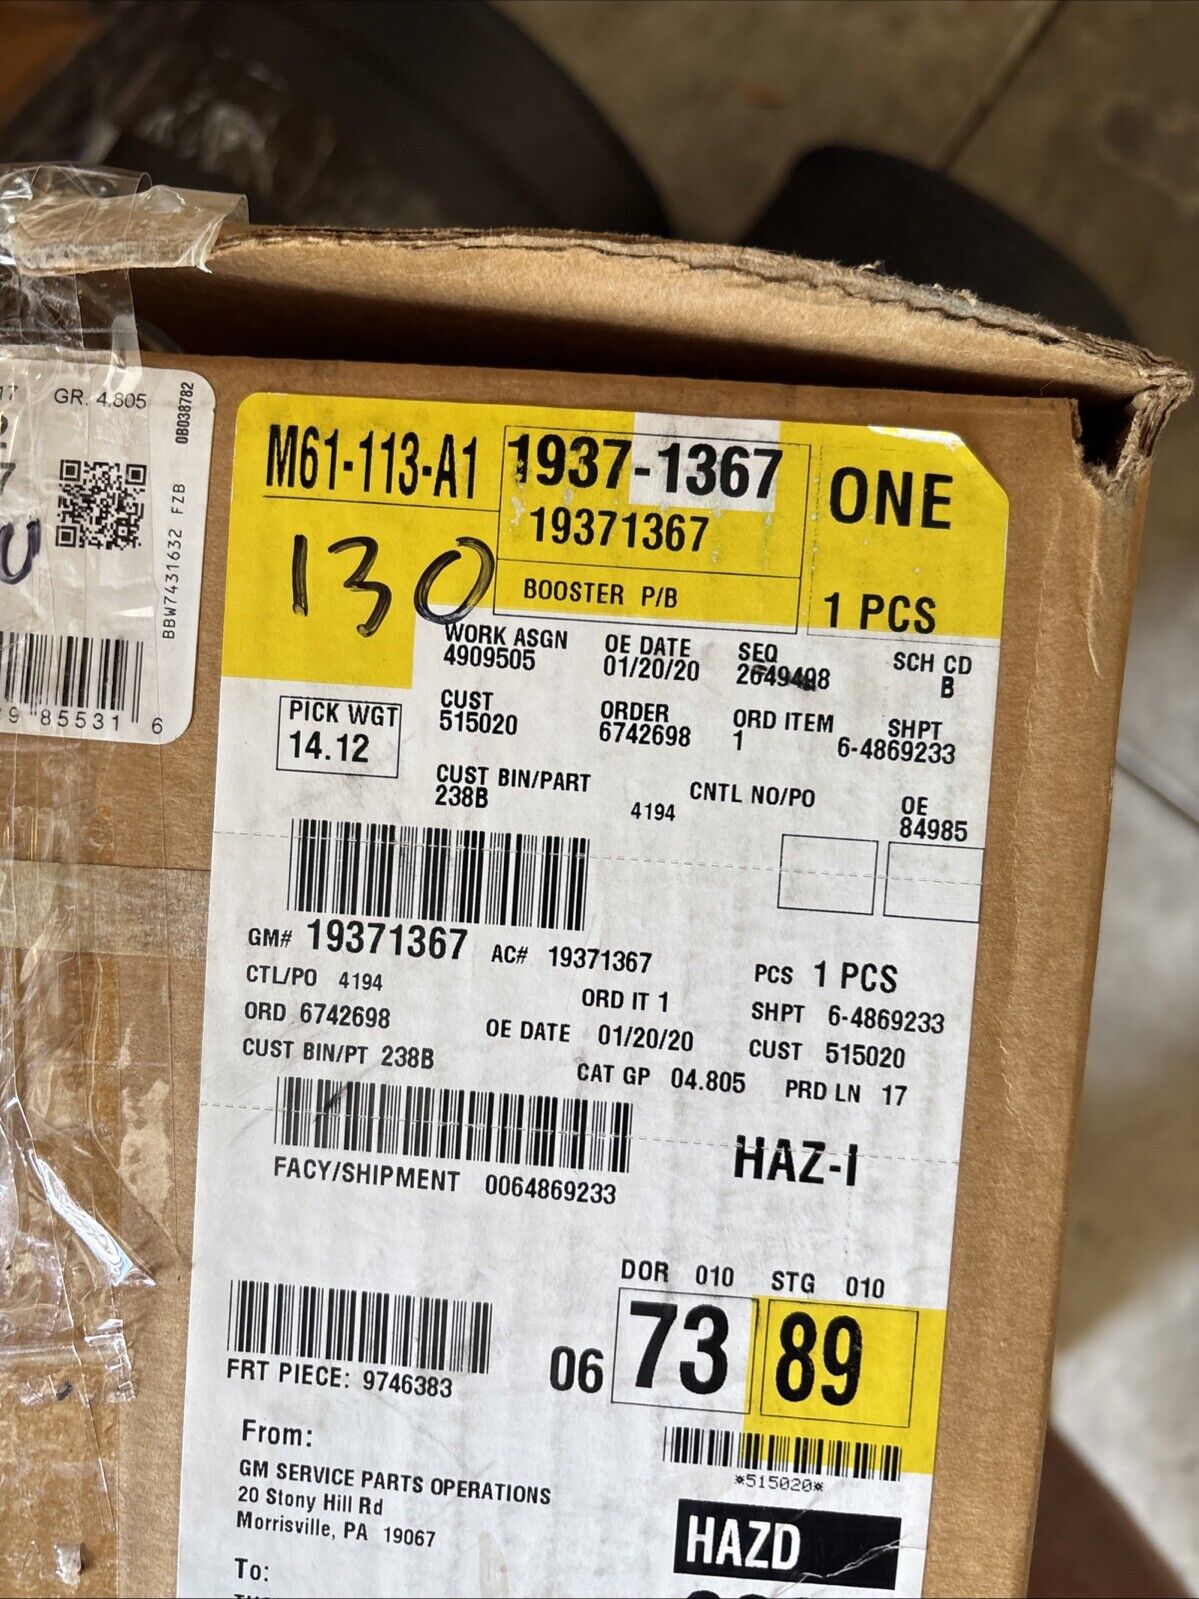 GR. 4.805
0B038782
BBW7431632 FZB
85531 6
M61-113-A1
1937-1367
19371367
BOOSTER P/B
ONE
1 PCS
130
WORK ASGN 4909505
OE DATE 01/20/20
SEQ 2649498
SCH CD B
PICK WGT 14.12
CUST 515020
ORDER 6742698
ORD ITEM 1
SHPT 6-4869233
CUST BIN/PART 238B
4194
CNTL NO/PO
OE 84985
GM# 19371367 AC# 19371367 PCS 1 PCS
CTL/PO 4194 ORD IT 1 SHPT 6-4869233
ORD 6742698 OE DATE 01/20/20 CUST 515020
CUST BIN/PT 238B CAT GP 04.805 PRD LN 17
HAZ-I
FACY/SHIPMENT 0064869233
DOR 010 STG 010
06 73 89
FRT PIECE: 9746383
*515020*
From:
GM SERVICE PARTS OPERATIONS
20 Stony Hill Rd
Morrisville, PA 19067
HAZD
To: